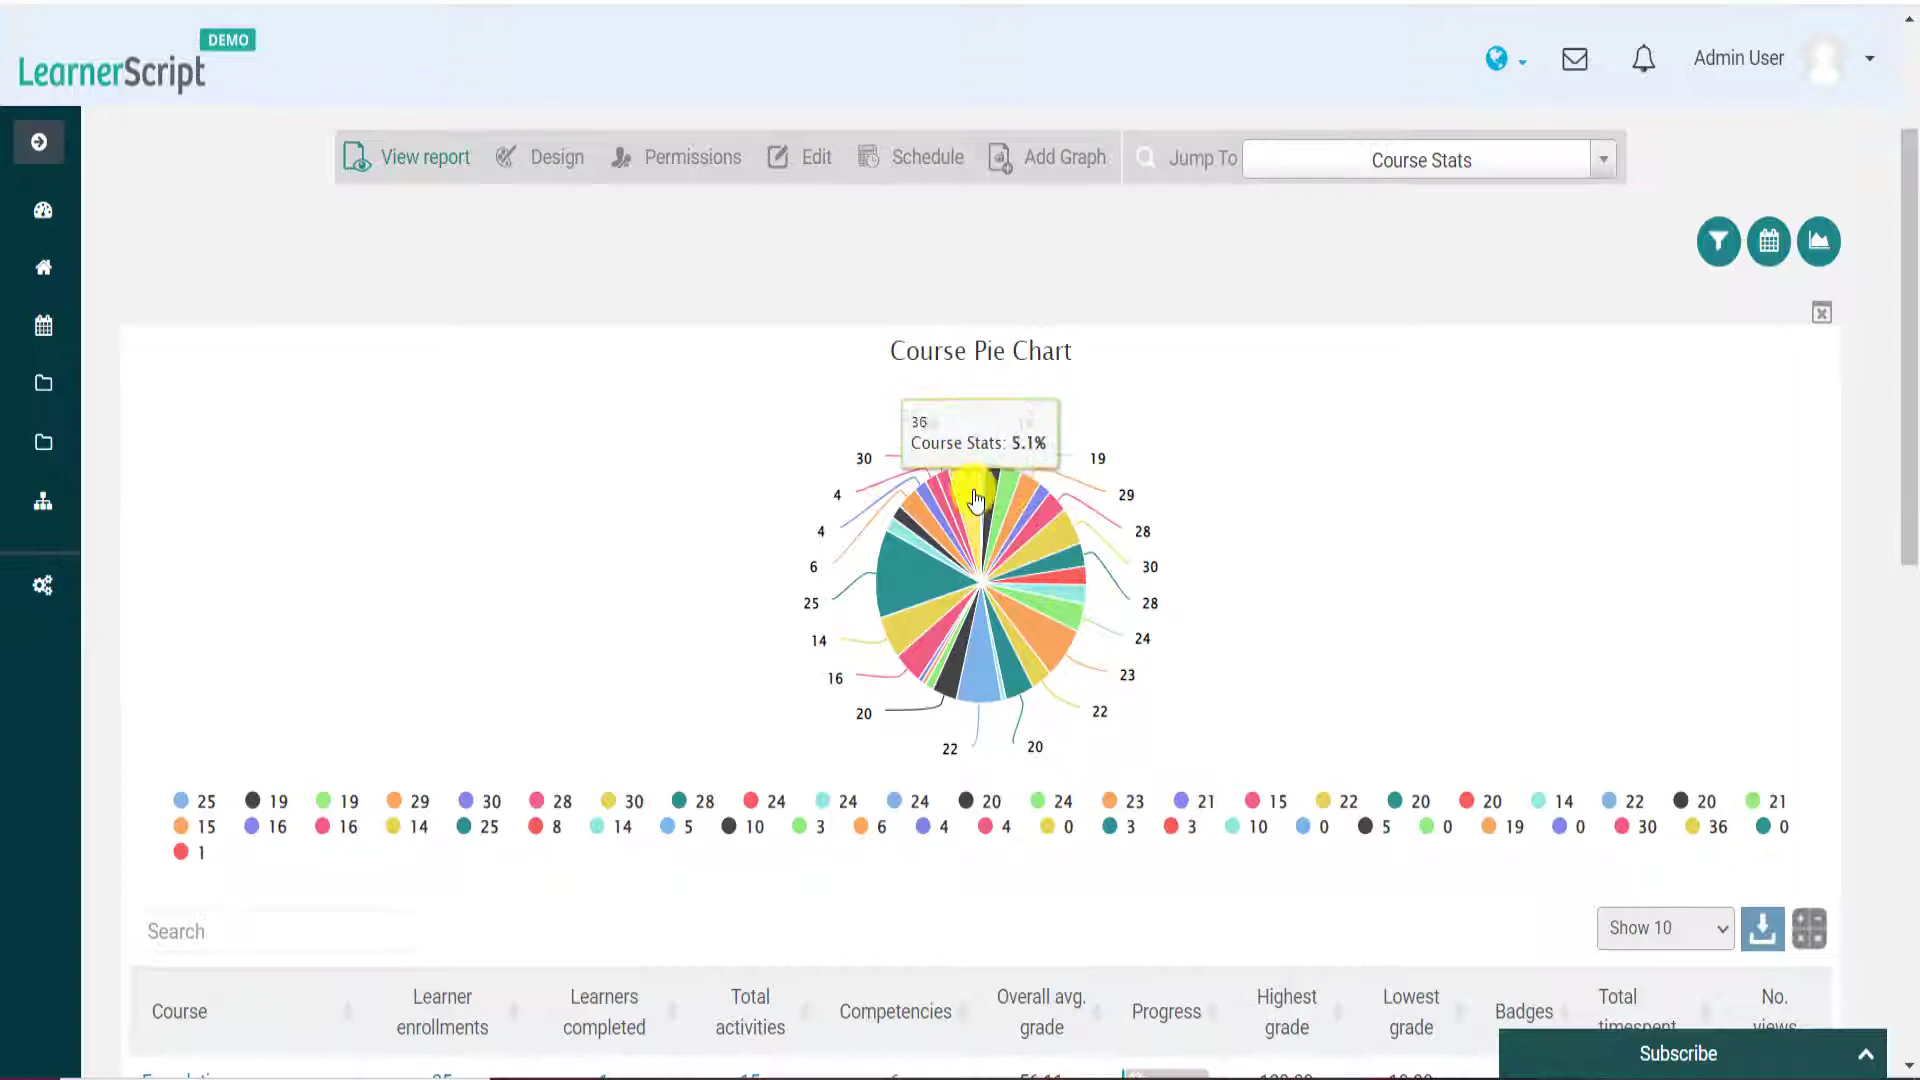 DEMO
LearnerScript
Admin User
View report
Design
Permissions
Edit
Schedule
Add Graph
Jump To
Course Stats
Course Pie Chart
36
Course Stats: 5.1%
30
19
4
29
4
28
6
30
25
28
14
24
16
23
20
22
22
20
25 19 19 29 30 28 30 28 24 24 24 20 24 23 21 15 22 20 20 14 22 20 21
15 16 16 14 25 8 14 5 10 3 6 4 4 0 3 3 10 0 5 0 19 0 30 36 0
1
Search
Show 10
Course
Learner
enrollments
Learners
completed
Total
activities
Competencies
Overall avg.
grade
Progress
Highest
grade
Lowest
grade
Badges
Total
timespent
No.
views
Subscribe